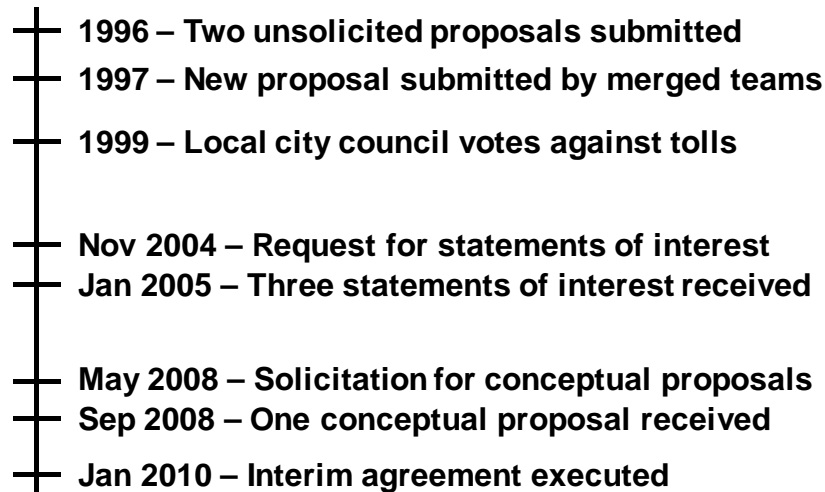 1996 – Two unsolicited proposals submitted
1997 – New proposal submitted by merged teams
1999 – Local city council votes against tolls
Nov 2004 – Request for statements of interest
Jan 2005 – Three statements of interest received
May 2008 – Solicitation for conceptual proposals
Sep 2008 – One conceptual proposal received
Jan 2010 – Interim agreement executed